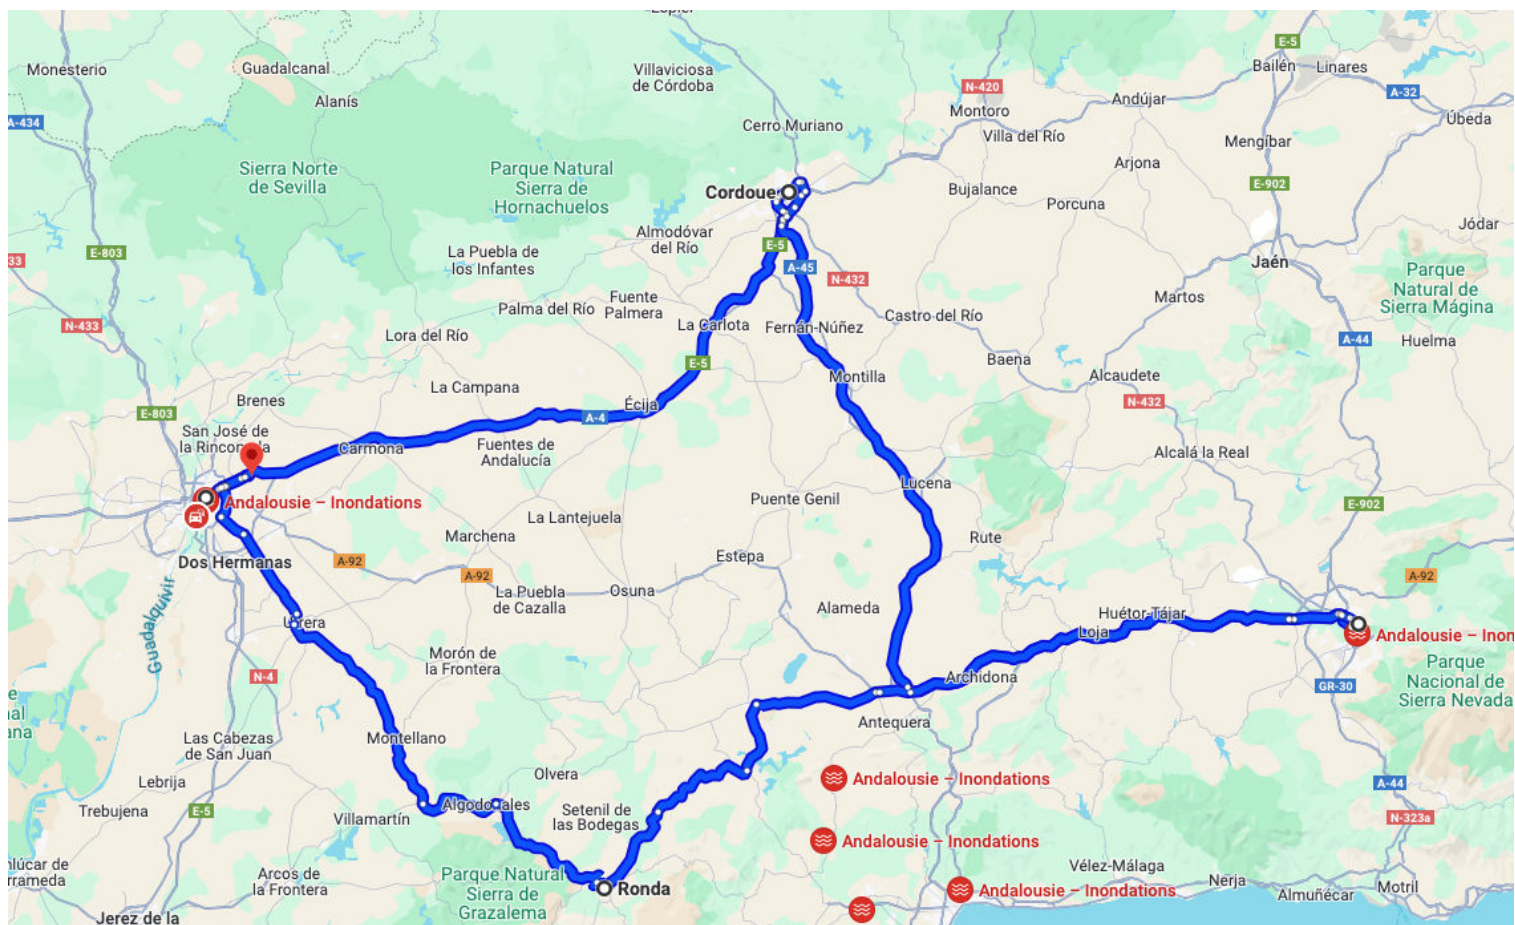 Espiel
Monesterio
Guadalcanal
Alanís
Villaviciosa
de Córdoba
E-5
Bailén
Linares
N-420
A-32
Andújar
Montoro
Úbeda
A-434
Cerro Muriano
Villa del Río
Mengíbar
Arjona
Sierra Norte
de Sevilla
Parque Natural
Sierra de
Hornachuelos
Cordoue
Bujalance
E-902
Porcuna
Jódar
Almodóvar
del Río
E-5
E-803
La Puebla de
los Infantes
33
A-45
N-432
Jaén
Parque
Natural de
Sierra Mágina
Martos
Palma del Río
Fuente
Palmera
Castro del Río
N-433
Lora del Río
La Carlota
Fernán-Núñez
A-44
Huelma
Baena
E-5
Montilla
Alcaudete
La Campana
N-432
Brenes
E-803
Écija
A-4
San José de
la Rinconada
Carmona
Fuentes de
Andalucía
Alcalá la Real
Lucena
Puente Genil
Andalousie – Inondations
E-902
La Lantejuela
Marchena
Rute
Dos Hermanas
A-92
Estepa
A-92
A-92
Guadalquivir
La Puebla
de Cazalla
Osuna
Alameda
Huétor-Tájar
Utrera
Loja
Andalousie – Inon
Morón de
la Frontera
N-4
Archidona
Parque
Nacional de
Sierra Nevada
GR-30
e
al
ana
Antequera
Montellano
Las Cabezas
de San Juan
Olvera
Andalousie – Inondations
Lebrija
A-44
Trebujena
E-5
Algodonales
Setenil de
las Bodegas
Villamartín
N-323a
Andalousie – Inondations
nlúcar de
rrameda
Arcos de
la Frontera
Parque Natural
Sierra de
Grazalema
Ronda
Vélez-Málaga
Andalousie – Inondations
Nerja
Almuñécar
Motril
Jerez de la